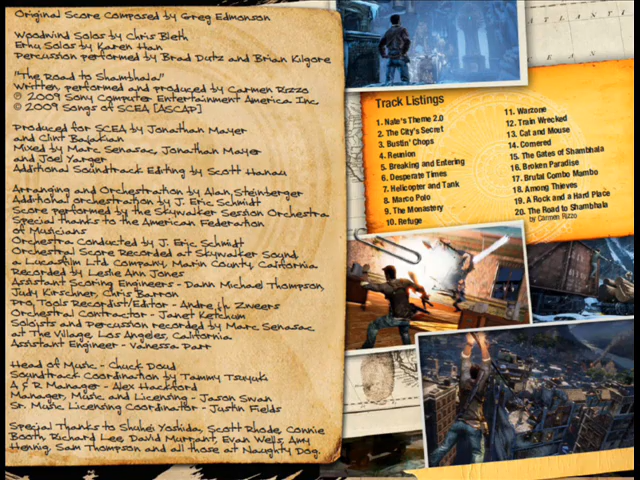 Original Score Composed by Greg Edmonson
Woodwind Solos by Chris Bleth
Erhu Solos by Karen Han
Percussion performed by Brad Dutz and Brian Kilgore
"The Road to Shambhala"
Written, performed and produced by Carmen Rizzo
℗ 2009 Sony Computer Entertainment America Inc.
© 2009 Songs of SCEA [ASCAP]
Produced for SCEA by Jonathan Mayer
and Clint Bajakian
Mixed by Marc Senasac, Jonathan Mayer
and Joel Yarger
Additional Soundtrack Editing by Scott Hanau
Arranging and Orchestration by Alan Steinberger
Additional orchestration by J. Eric Schmidt
Score performed by the Skywalker Session Orchestra
Special thanks to the American Federation
of Musicians
Orchestra Conducted by J. Eric Schmidt
Orchestral Score Recorded at Skywalker Sound
a Lucasfilm Ltd. Company, Marin County, California
Recorded by Leslie Ann Jones
Assistant Scoring Engineers - Dann Michael Thompson,
Judy Kirschner, Chris Barron
Pro Tools Recordist/Editor - Andre j.h. Zweers
Orchestral Contractor - Janet Ketchum
Soloists and Percussion recorded by Marc Senasac
at The Village, Los Angeles, California
Assistant Engineer - Vanessa Parr
Head of Music - Chuck Doud
Soundtrack Coordination by Tammy Tsuyuki
A & R Manager - Alex Hackford
Manager, Music and Licensing - Jason Swan
Sr. Music Licensing Coordinator - Justin Fields
Special Thanks to Shuhei Yoshida, Scott Rhode, Connie
Booth, Richard Lee, David Murrant, Evan Wells, Amy
Hennig, Sam Thompson and all those at Naughty Dog.
ATLANTI
EAN
Track Listings
1. Nate's Theme 2.0
2. The City's Secret
3. Bustin' Chops
4. Reunion
5. Breaking and Entering
6. Desperate Times
7. Helicopter and Tank
8. Marco Polo
9. The Monastery
10. Refuge
11. Warzone
12. Train Wrecked
13. Cat and Mouse
14. Cornered
15. The Gates of Shambhala
16. Broken Paradise
17. Brutal Combo Mambo
18. Among Thieves
19. A Rock and a Hard Place
20. The Road to Shambhala
by Carmen Rizzo